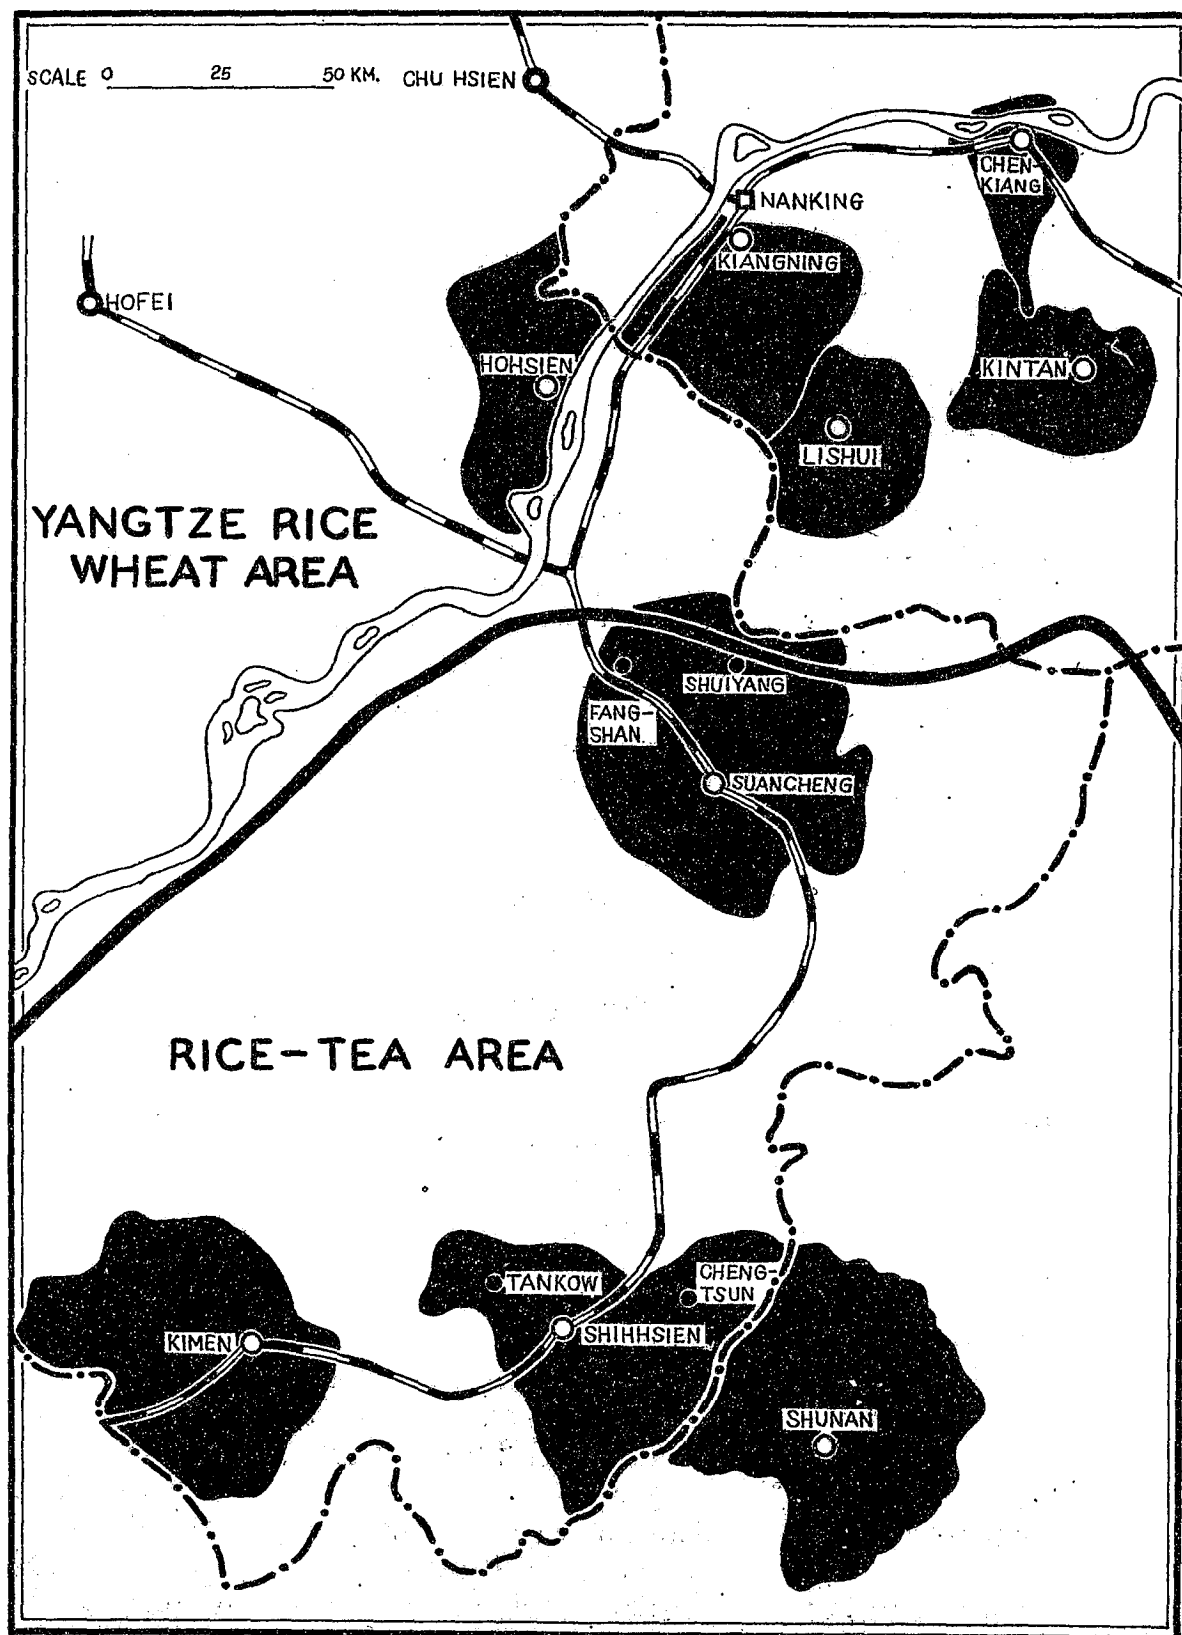 SCALE 0 25 50 KM.
CHU HSIEN
CHEN-
KIANG
NANKING
KIANGNING
HOFEI
HOHSIEN
KINTAN
LISHUI
YANGTZE RICE
WHEAT AREA
SHUIYANG
FANG-
SHAN
SUANCHENG
RICE-TEA AREA
TANKOW
CHENG-
TSUN
KIMEN
SHIHHSIEN
SHUNAN